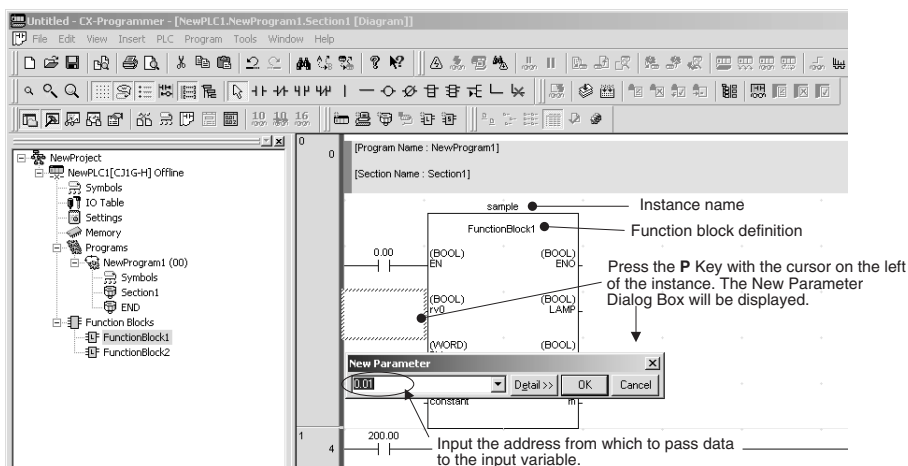 Untitled - CX-Programmer - [NewPLC1.NewProgram1.Section1 [Diagram]]
File Edit View Insert PLC Program Tools Window Help
10 10 16
NewProject
NewPLC1[CJ1G-H] Offline
Symbols
IO Table
Settings
Memory
Programs
NewProgram1 (00)
Symbols
Section1
END
Function Blocks
FunctionBlock1
FunctionBlock2
0
0
[Program Name : NewProgram1]
[Section Name : Section1]
sample
Instance name
FunctionBlock1
Function block definition
0.00
(BOOL)
EN
(BOOL)
ENO
Press the P Key with the cursor on the left
of the instance. The New Parameter
Dialog Box will be displayed.
(BOOL)
rv0
(BOOL)
LAMP
(WORD)
(BOOL)
New Parameter
0.01
Detail >>
OK
Cancel
constant
1
4
200.00
Input the address from which to pass data
to the input variable.